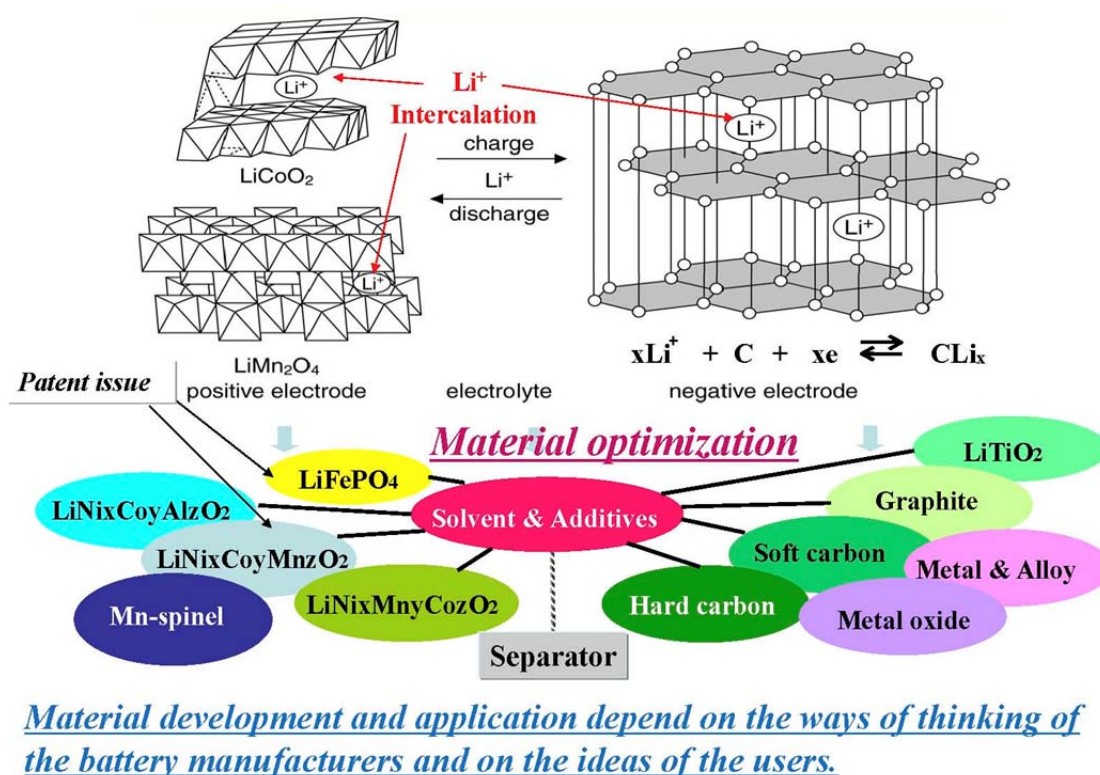 Li⁺
Li⁺
Intercalation
Li⁺
charge
Li⁺
discharge
LiCoO₂
Li⁺
Li⁺
LiMn₂O₄
xLi⁺ + C + xe ⇌ CLiₓ
Patent issue
positive electrode
electrolyte
negative electrode
Material optimization
LiFePO₄
LiTiO₂
LiNixCoyAlzO₂
Solvent & Additives
Graphite
LiNixCoyMnzO₂
Soft carbon
Metal & Alloy
Mn-spinel
LiNixMnyCozO₂
Hard carbon
Metal oxide
Separator
Material development and application depend on the ways of thinking of
the battery manufacturers and on the ideas of the users.